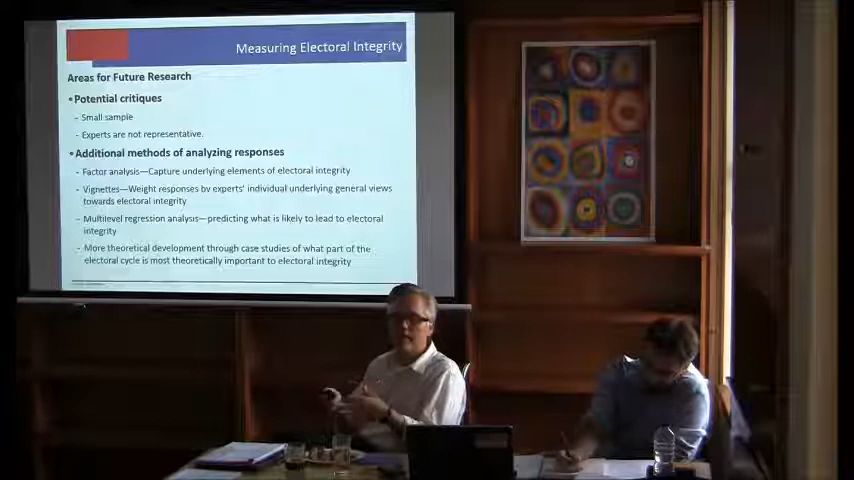 Measuring Electoral Integrity
Areas for Future Research
•Potential critiques
- Small sample
- Experts are not representative.
•Additional methods of analyzing responses
- Factor analysis—Capture underlying elements of electoral integrity
- Vignettes—Weight responses by experts' individual underlying general views
towards electoral integrity
- Multilevel regression analysis—predicting what is likely to lead to electoral
integrity
- More theoretical development through case studies of what part of the
electoral cycle is most theoretically important to electoral integrity